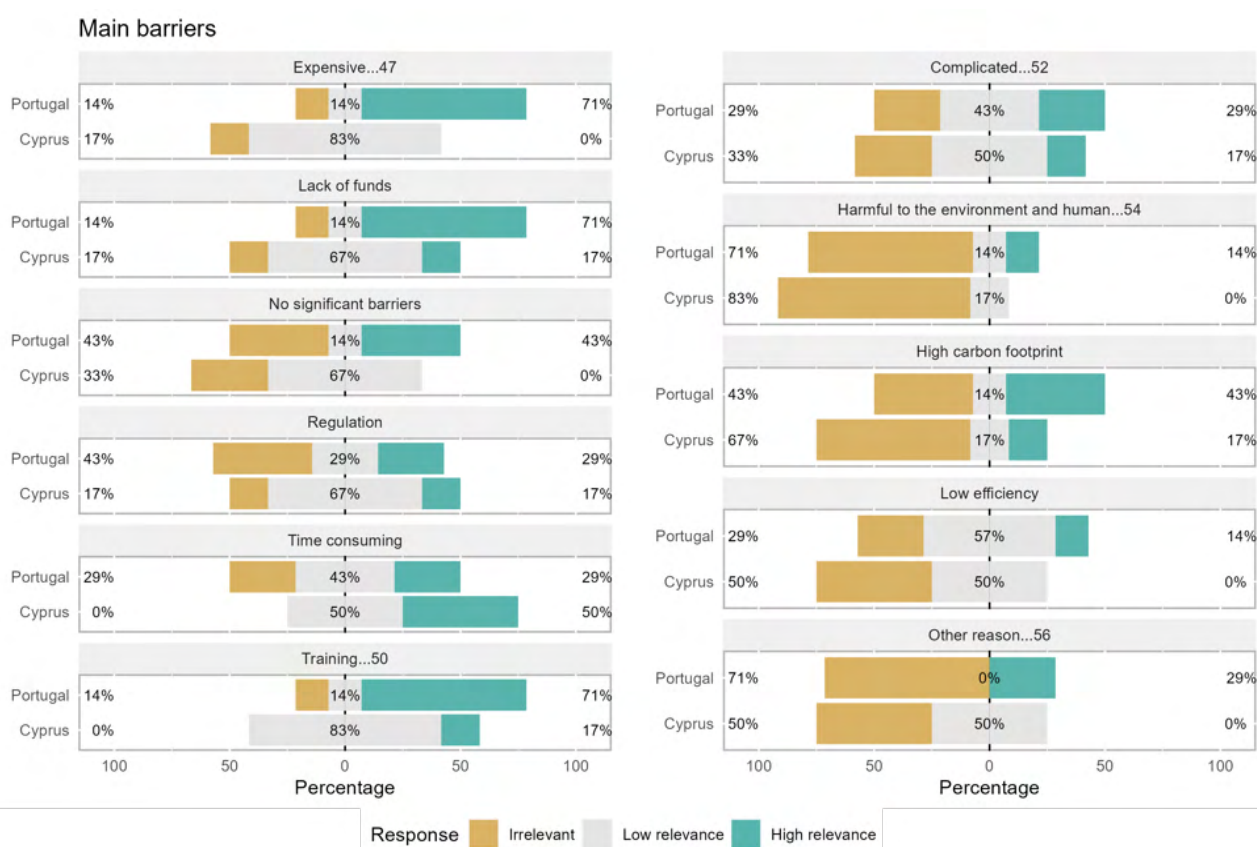 Main barriers
Expensive...47
Portugal 14% 14% 71%
Cyprus 17% 83% 0%
Lack of funds
Portugal 14% 14% 71%
Cyprus 17% 67% 17%
No significant barriers
Portugal 43% 14% 43%
Cyprus 33% 67% 0%
Regulation
Portugal 43% 29% 29%
Cyprus 17% 67% 17%
Time consuming
Portugal 29% 43% 29%
Cyprus 0% 50% 50%
Training...50
Portugal 14% 14% 71%
Cyprus 0% 83% 17%
100 50 0 50 100
Percentage
Complicated...52
Portugal 29% 43% 29%
Cyprus 33% 50% 17%
Harmful to the environment and human...54
Portugal 71% 14% 14%
Cyprus 83% 17% 0%
High carbon footprint
Portugal 43% 14% 43%
Cyprus 67% 17% 17%
Low efficiency
Portugal 29% 57% 14%
Cyprus 50% 50% 0%
Other reason...56
Portugal 71% 0% 29%
Cyprus 50% 50% 0%
100 50 0 50 100
Percentage
Response Irrelevant Low relevance High relevance